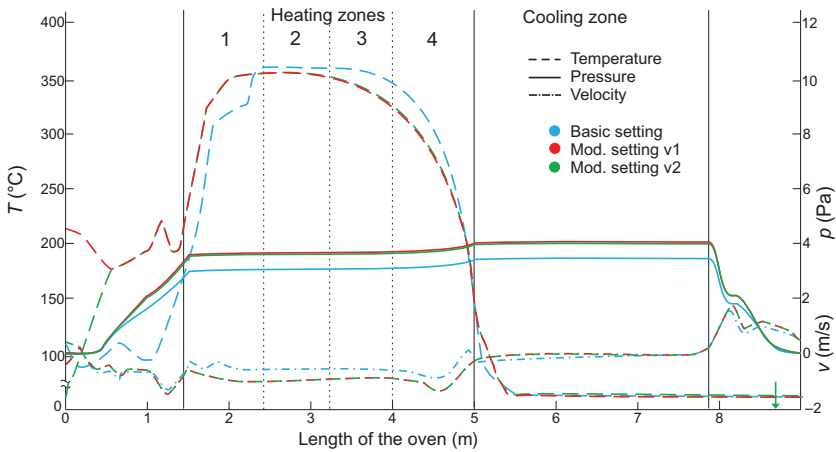 Heating zones
Cooling zone
1 2 3 4
Temperature
Pressure
Velocity
Basic setting
Mod. setting v1
Mod. setting v2
T (°C)
400
350
300
250
200
150
100
0
12
10
8
6
4
2
0
−2
p (Pa)
v (m/s)
0 1 2 3 4 5 6 7 8
Length of the oven (m)